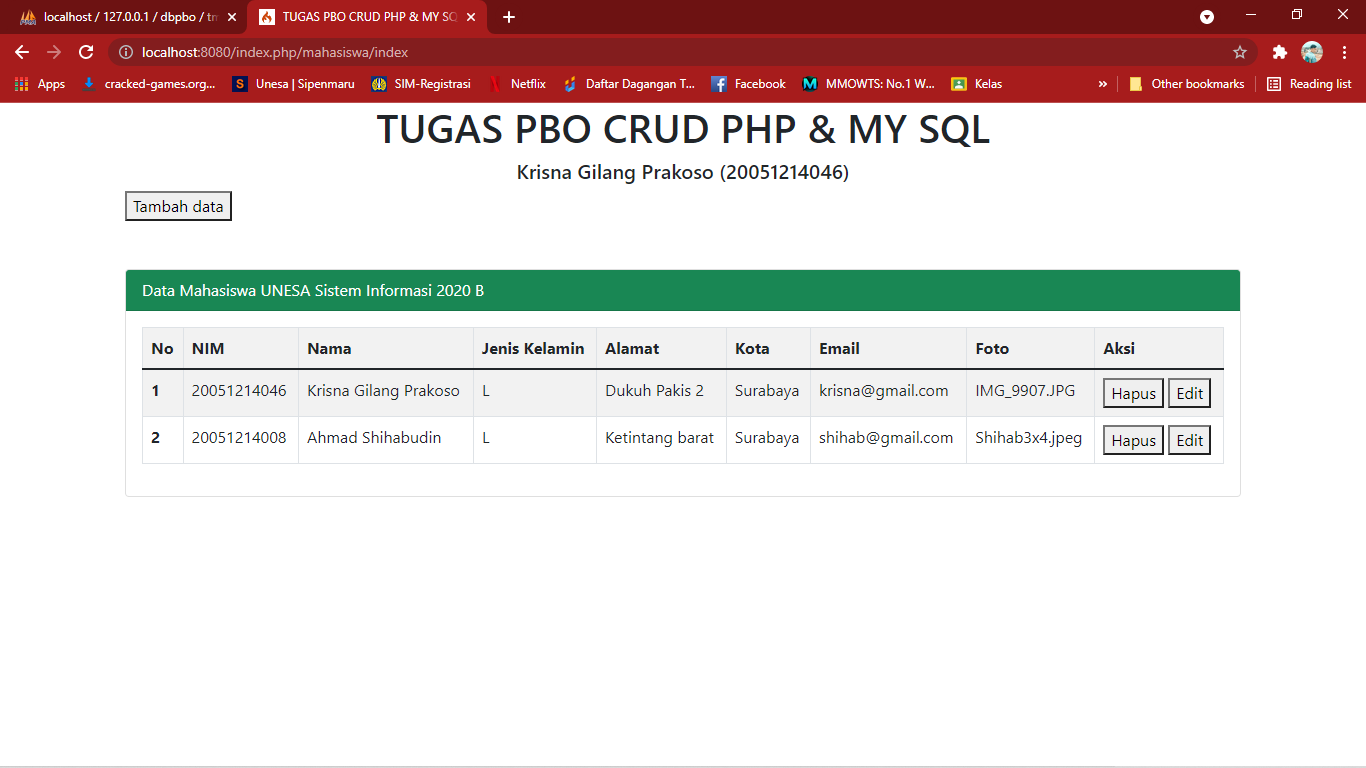 localhost / 127.0.0.1 / dbpbo / tm
TUGAS PBO CRUD PHP & MY SQ
localhost:8080/index.php/mahasiswa/index
Apps cracked-games.org... Unesa | Sipenmaru SIM-Registrasi Netflix Daftar Dagangan T... Facebook MMOWTS: No.1 W... Kelas » Other bookmarks Reading list
TUGAS PBO CRUD PHP & MY SQL
Krisna Gilang Prakoso (20051214046)
Tambah data
Data Mahasiswa UNESA Sistem Informasi 2020 B
No NIM Nama Jenis Kelamin Alamat Kota Email Foto Aksi
1 20051214046 Krisna Gilang Prakoso L Dukuh Pakis 2 Surabaya krisna@gmail.com IMG_9907.JPG Hapus Edit
2 20051214008 Ahmad Shihabudin L Ketintang barat Surabaya shihab@gmail.com Shihab3x4.jpeg Hapus Edit